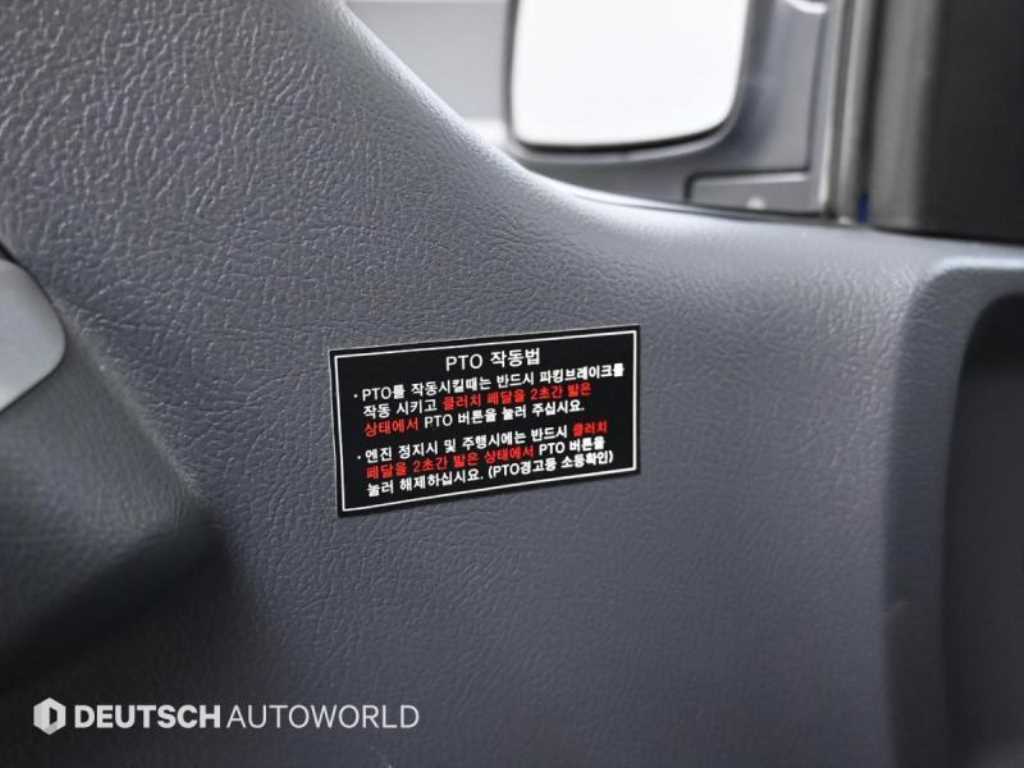 PTO 작동법
· PTO를 작동시킬때는 반드시 파킹브레이크를
작동 시키고 클러치 페달을 2초간 밟은
상태에서 PTO 버튼을 눌러 주십시요.
· 엔진 정지시 및 주행시에는 반드시 클러치
페달을 2초간 밟은 상태에서 PTO 버튼을
눌러 해제하십시요. (PTO경고등 소등확인)
DEUTSCH AUTOWORLD